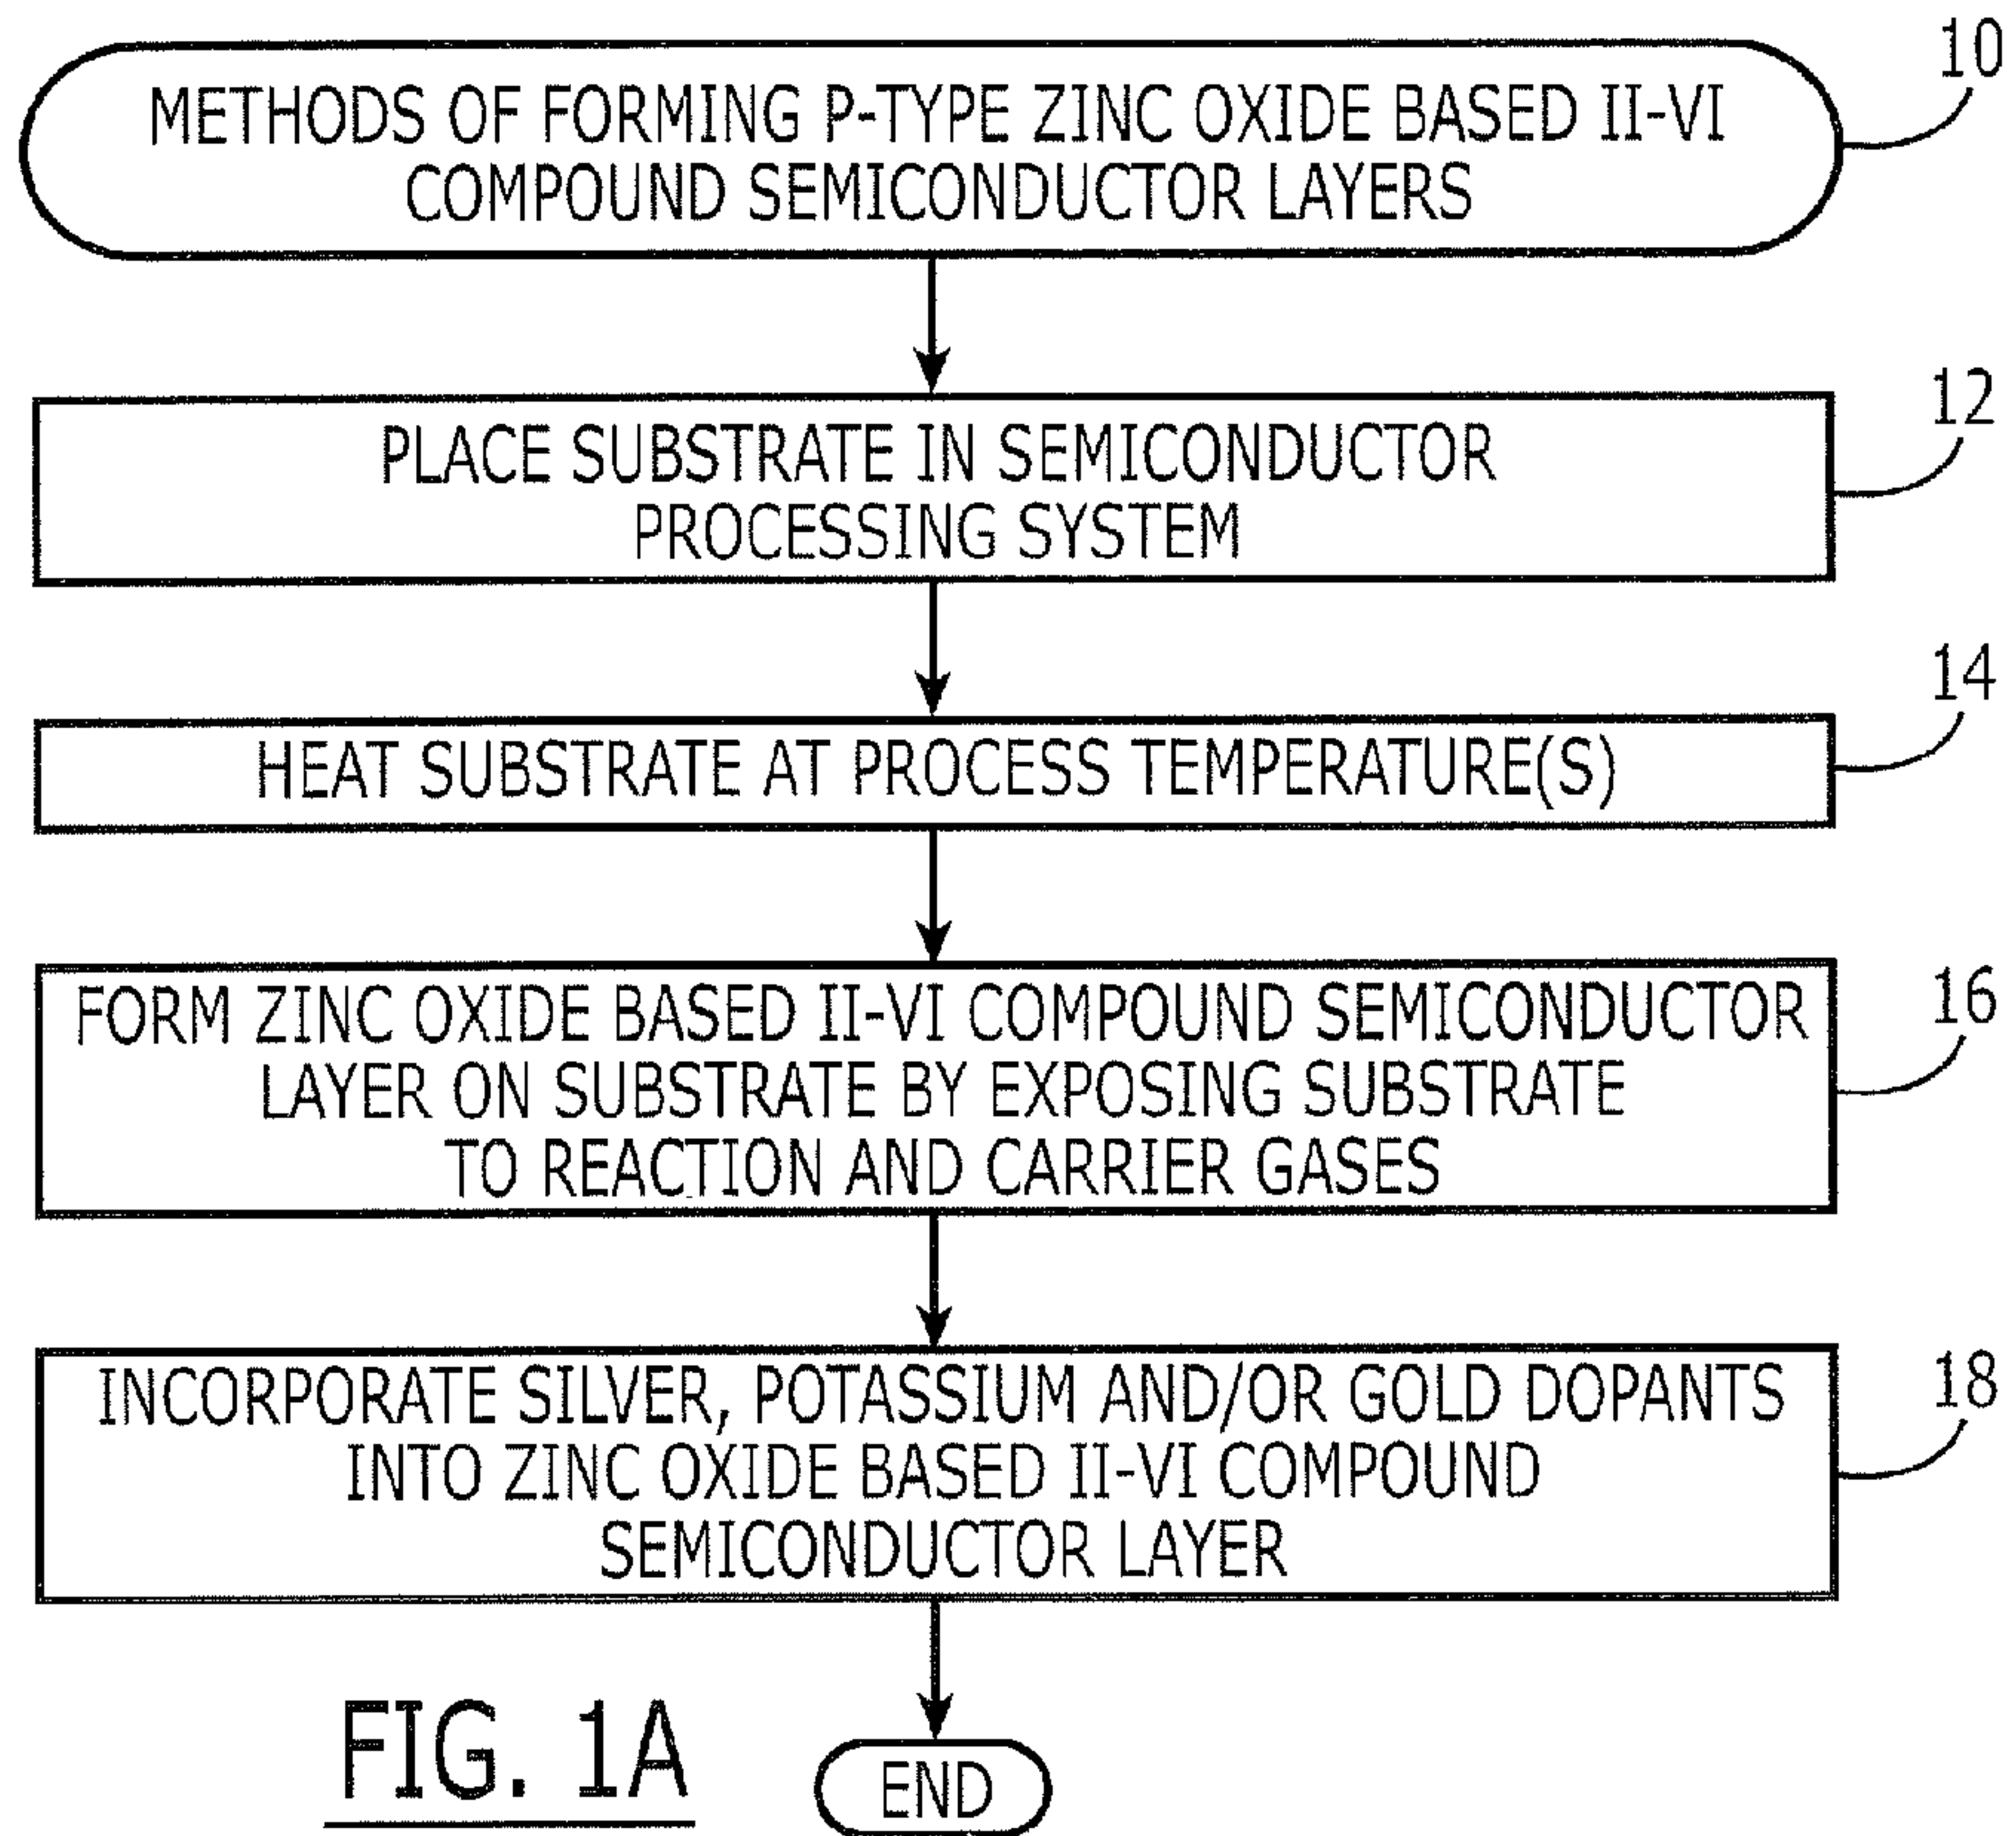 10
METHODS OF FORMING P-TYPE ZINC OXIDE BASED II-VI
COMPOUND SEMICONDUCTOR LAYERS
12
PLACE SUBSTRATE IN SEMICONDUCTOR
PROCESSING SYSTEM
14
HEAT SUBSTRATE AT PROCESS TEMPERATURE(S)
16
FORM ZINC OXIDE BASED II-VI COMPOUND SEMICONDUCTOR
LAYER ON SUBSTRATE BY EXPOSING SUBSTRATE
TO REACTION AND CARRIER GASES
18
INCORPORATE SILVER, POTASSIUM AND/OR GOLD DOPANTS
INTO ZINC OXIDE BASED II-VI COMPOUND
SEMICONDUCTOR LAYER
END
FIG. 1A